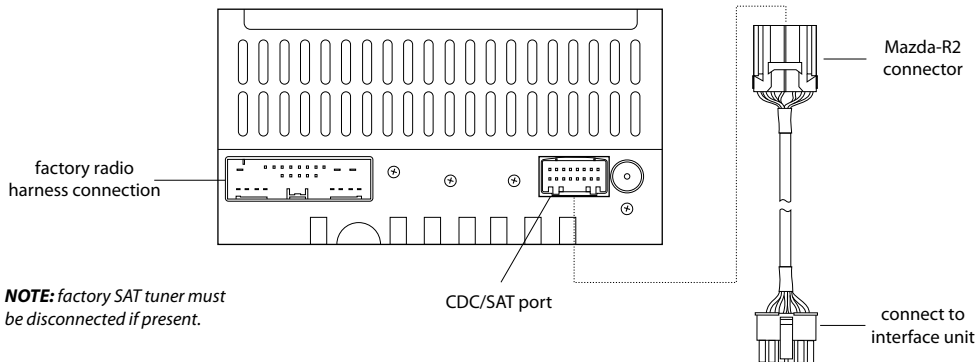 Mazda-R2
connector
factory radio
harness connection
NOTE: factory SAT tuner must
be disconnected if present.
CDC/SAT port
connect to
interface unit